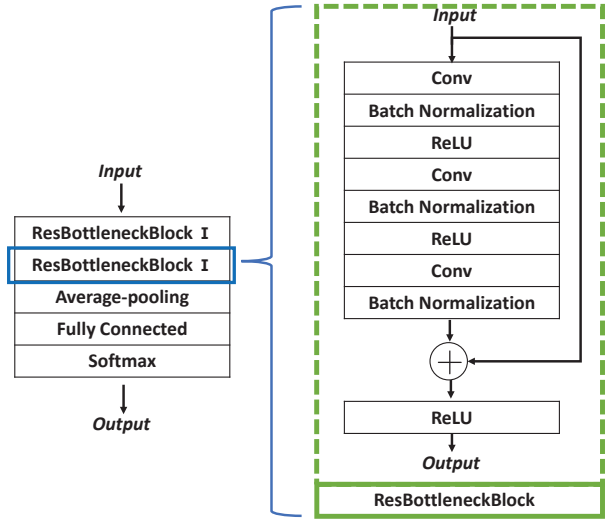 Input
ResBottleneckBlock I
ResBottleneckBlock I
Average-pooling
Fully Connected
Softmax
Output
Input
Conv
Batch Normalization
ReLU
Conv
Batch Normalization
ReLU
Conv
Batch Normalization
ReLU
Output
ResBottleneckBlock